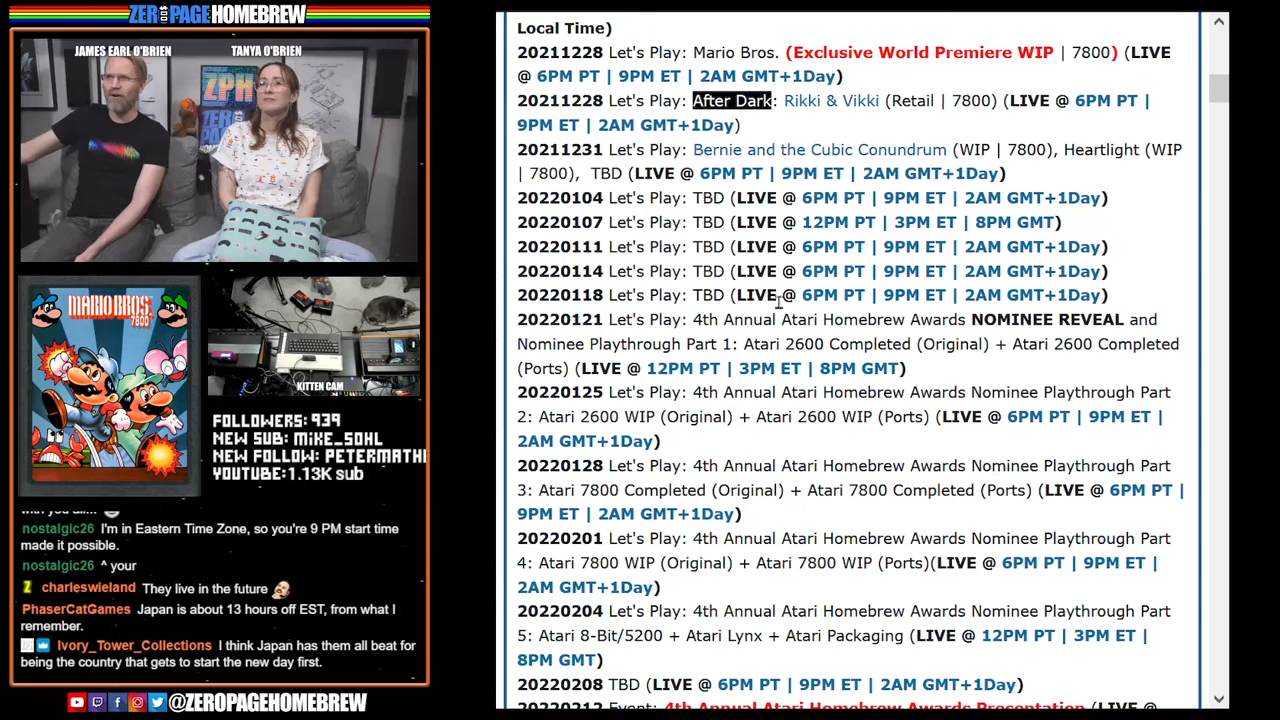 ZERO PAGE HOMEBREW
JAMES EARL O'BRIEN
TANYA O'BRIEN
ZPH
MARIO BROS.
7800
KITTEN CAM
FOLLOWERS: 939
NEW SUB: MIKE_SOHL
NEW FOLLOW: PETERMATH
YOUTUBE: 1.13K sub
nostalgic26 I'm in Eastern Time Zone, so you're 9 PM start time
made it possible.
nostalgic26 ^ your
charleswieland They live in the future
PhaserCatGames Japan is about 13 hours off EST, from what I
remember.
Ivory_Tower_Collections I think Japan has them all beat for
being the country that gets to start the new day first.
@ZEROPAGEHOMEBREW
Local Time)
20211228 Let's Play: Mario Bros. (Exclusive World Premiere WIP | 7800) (LIVE
@ 6PM PT | 9PM ET | 2AM GMT+1Day)
20211228 Let's Play: After Dark: Rikki & Vikki (Retail | 7800) (LIVE @ 6PM PT |
9PM ET | 2AM GMT+1Day)
20211231 Let's Play: Bernie and the Cubic Conundrum (WIP | 7800), Heartlight (WIP
| 7800), TBD (LIVE @ 6PM PT | 9PM ET | 2AM GMT+1Day)
20220104 Let's Play: TBD (LIVE @ 6PM PT | 9PM ET | 2AM GMT+1Day)
20220107 Let's Play: TBD (LIVE @ 12PM PT | 3PM ET | 8PM GMT)
20220111 Let's Play: TBD (LIVE @ 6PM PT | 9PM ET | 2AM GMT+1Day)
20220114 Let's Play: TBD (LIVE @ 6PM PT | 9PM ET | 2AM GMT+1Day)
20220118 Let's Play: TBD (LIVE @ 6PM PT | 9PM ET | 2AM GMT+1Day)
20220121 Let's Play: 4th Annual Atari Homebrew Awards NOMINEE REVEAL and
Nominee Playthrough Part 1: Atari 2600 Completed (Original) + Atari 2600 Completed
(Ports) (LIVE @ 12PM PT | 3PM ET | 8PM GMT)
20220125 Let's Play: 4th Annual Atari Homebrew Awards Nominee Playthrough Part
2: Atari 2600 WIP (Original) + Atari 2600 WIP (Ports) (LIVE @ 6PM PT | 9PM ET |
2AM GMT+1Day)
20220128 Let's Play: 4th Annual Atari Homebrew Awards Nominee Playthrough Part
3: Atari 7800 Completed (Original) + Atari 7800 Completed (Ports) (LIVE @ 6PM PT |
9PM ET | 2AM GMT+1Day)
20220201 Let's Play: 4th Annual Atari Homebrew Awards Nominee Playthrough Part
4: Atari 7800 WIP (Original) + Atari 7800 WIP (Ports)(LIVE @ 6PM PT | 9PM ET |
2AM GMT+1Day)
20220204 Let's Play: 4th Annual Atari Homebrew Awards Nominee Playthrough Part
5: Atari 8-Bit/5200 + Atari Lynx + Atari Packaging (LIVE @ 12PM PT | 3PM ET |
8PM GMT)
20220208 TBD (LIVE @ 6PM PT | 9PM ET | 2AM GMT+1Day)
20220212 Event: 4th Annual Atari Homebrew Awards Presentation (LIVE @